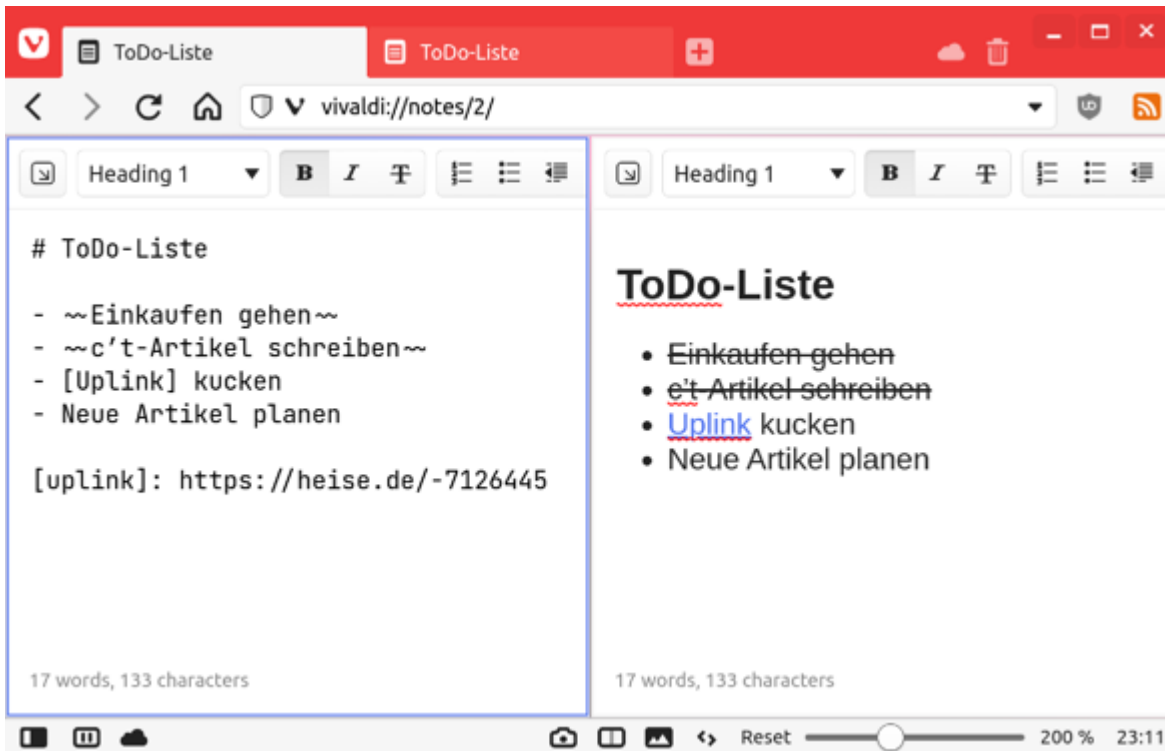 ToDo-Liste
ToDo-Liste
vivaldi://notes/2/
Heading 1
B I T
# ToDo-Liste
- ~~Einkaufen gehen~~
- ~~c’t-Artikel schreiben~~
- [Uplink] kucken
- Neue Artikel planen
[uplink]: https://heise.de/-7126445
17 words, 133 characters
Heading 1
B I T
ToDo-Liste
• Einkaufen gehen
• c’t-Artikel schreiben
• Uplink kucken
• Neue Artikel planen
17 words, 133 characters
Reset 200 % 23:11